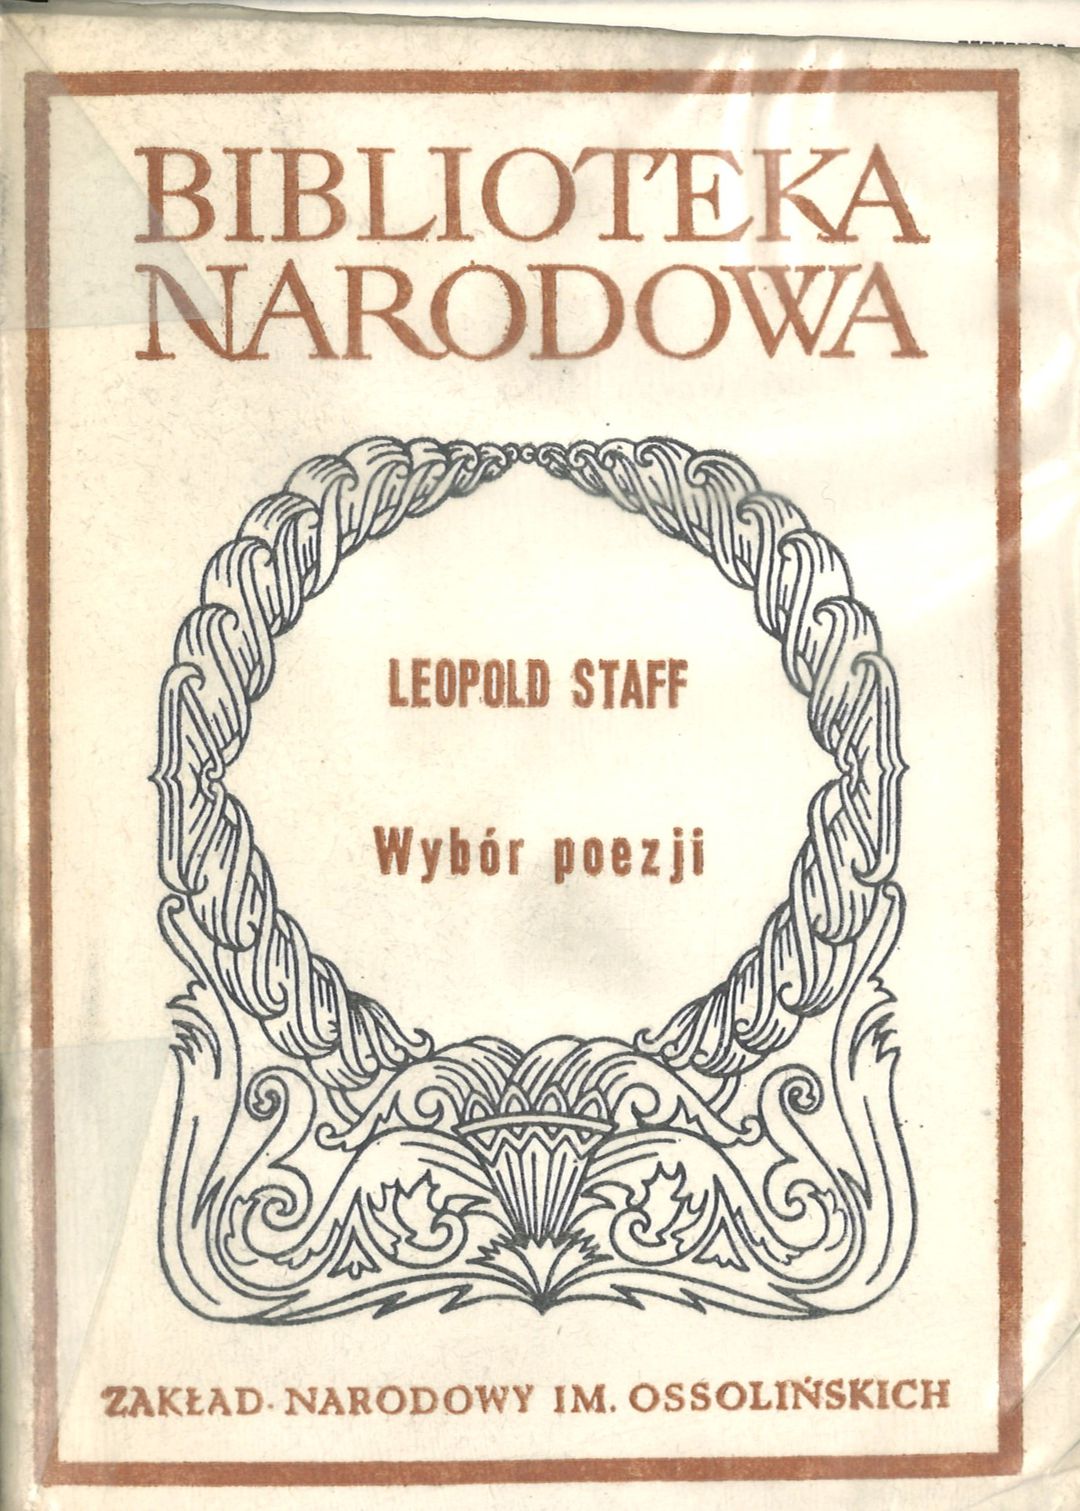 BIBLIOTEKA
NARODOWA
LEOPOLD STAFF
Wybór poezji
ZAKŁAD·NARODOWY IM. OSSOLIŃSKICH